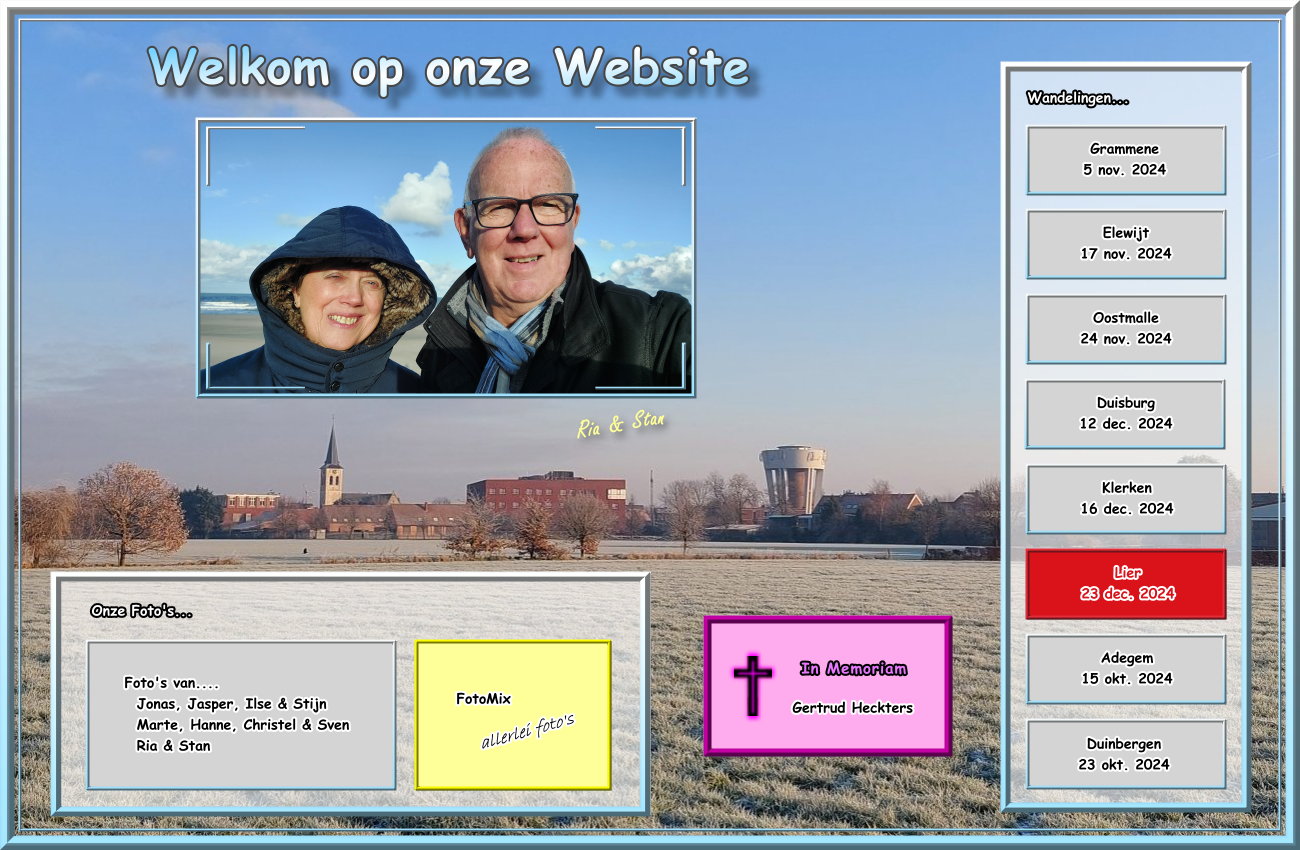 Welkom op onze Website
Ria & Stan
Wandelingen...
Grammene
5 nov. 2024
Elewijt
17 nov. 2024
Oostmalle
24 nov. 2024
Duisburg
12 dec. 2024
Klerken
16 dec. 2024
Lier
23 dec. 2024
Adegem
15 okt. 2024
Duinbergen
23 okt. 2024
Onze Foto's...
Foto's van....
Jonas, Jasper, Ilse & Stijn
Marte, Hanne, Christel & Sven
Ria & Stan
FotoMix
allerlei foto's
In Memoriam
Gertrud Heckters